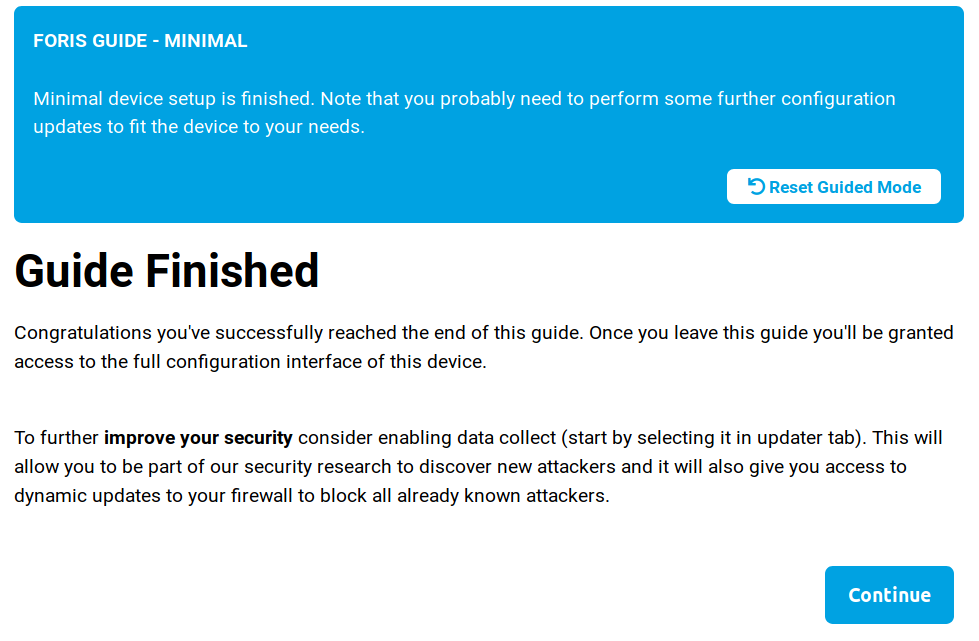 FORIS GUIDE - MINIMAL
Minimal device setup is finished. Note that you probably need to perform some further configuration
updates to fit the device to your needs.
Reset Guided Mode
Guide Finished
Congratulations you've successfully reached the end of this guide. Once you leave this guide you'll be granted
access to the full configuration interface of this device.
To further improve your security consider enabling data collect (start by selecting it in updater tab). This will
allow you to be part of our security research to discover new attackers and it will also give you access to
dynamic updates to your firewall to block all already known attackers.
Continue